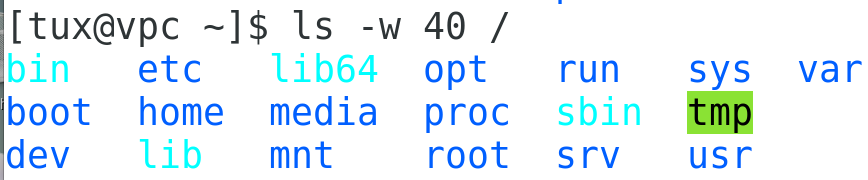 [tux@vpc ~]$ ls -w 40 /
bin etc lib64 opt run sys var
boot home media proc sbin tmp
dev lib mnt root srv usr